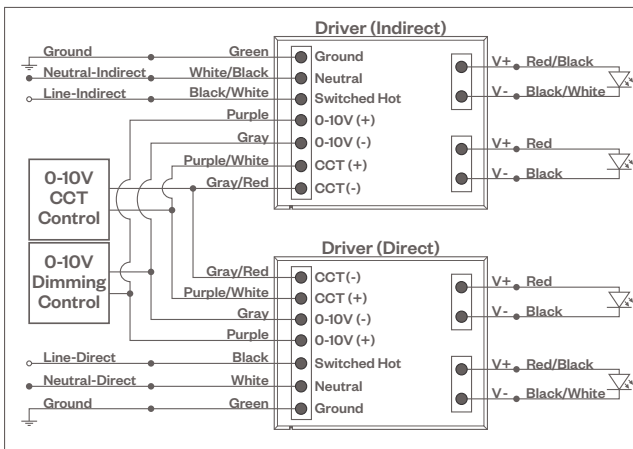 Driver (Indirect)
Ground Green Ground
Neutral-Indirect White/Black Neutral
Line-Indirect Black/White Switched Hot
Purple 0-10V (+)
Gray 0-10V (-)
Purple/White CCT (+)
Gray/Red CCT(-)
V+ Red/Black
V- Black/White
V+ Red
V- Black
0-10V
CCT
Control
0-10V
Dimming
Control
Driver (Direct)
Gray/Red CCT(-)
Purple/White CCT (+)
Gray 0-10V (-)
Purple 0-10V (+)
Line-Direct Black Switched Hot
Neutral-Direct White Neutral
Ground Green Ground
V+ Red
V- Black
V+ Red/Black
V- Black/White